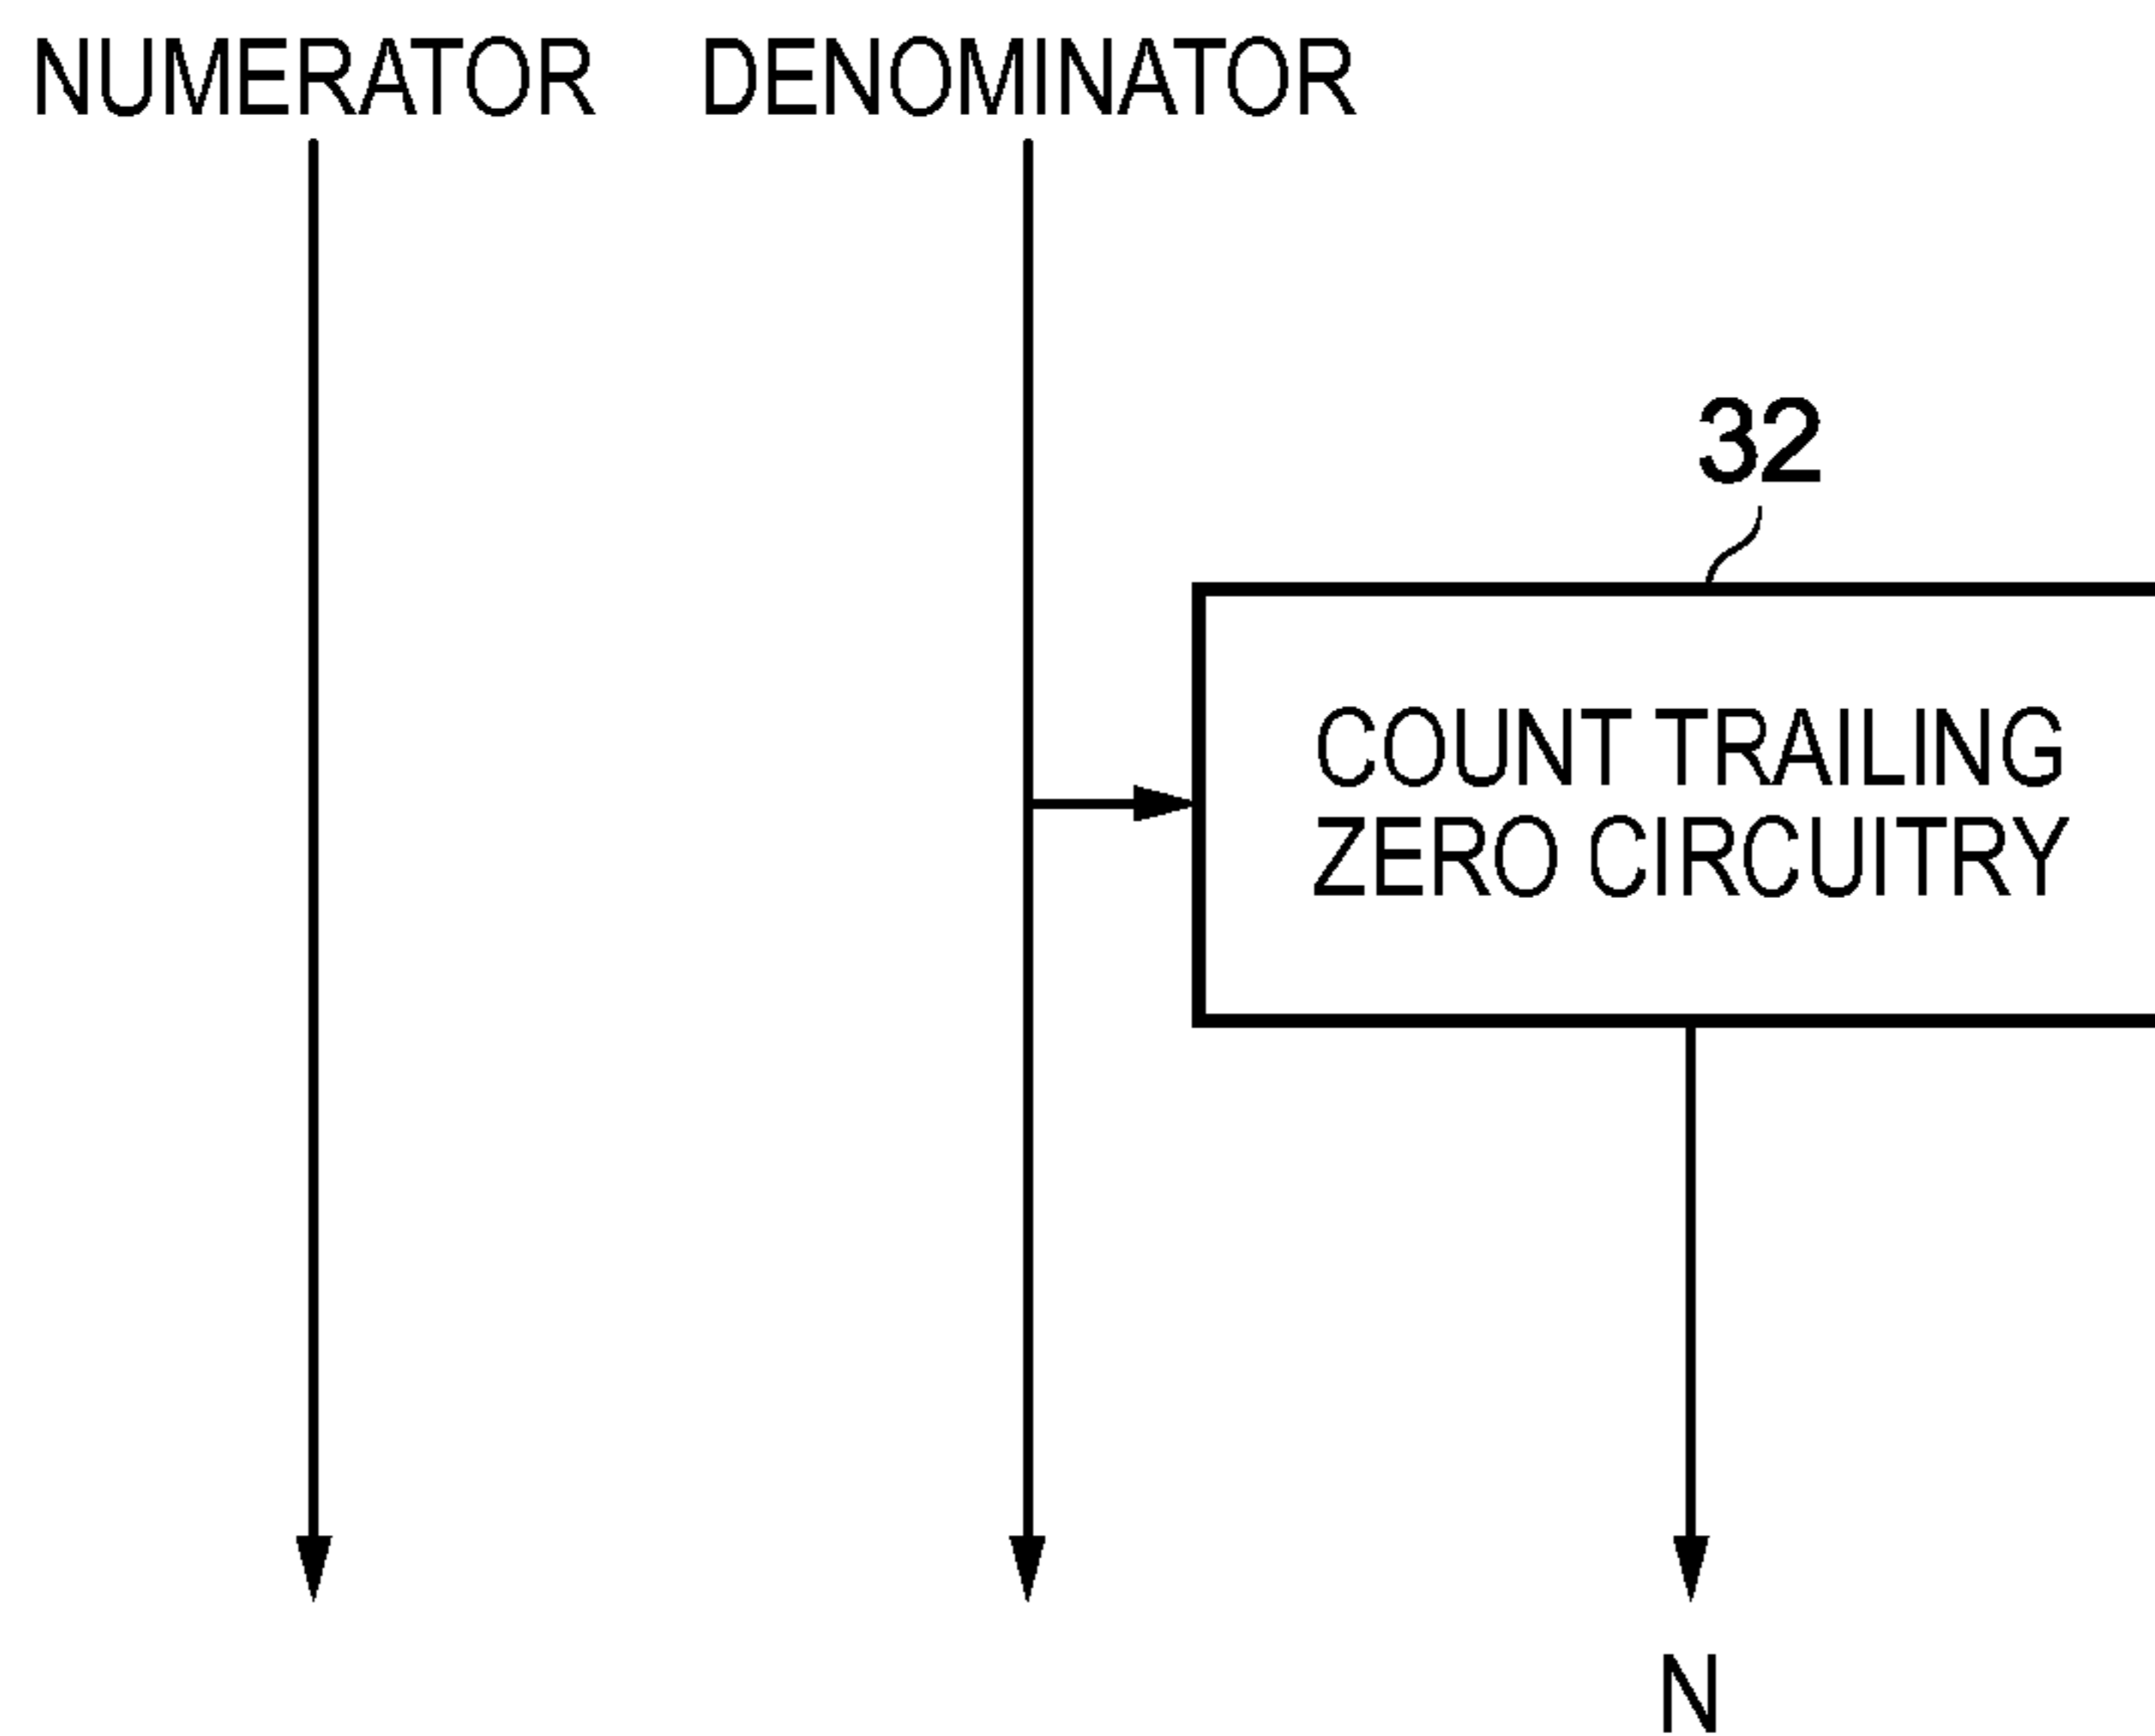 NUMERATOR DENOMINATOR
32
COUNT TRAILING
ZERO CIRCUITRY
N